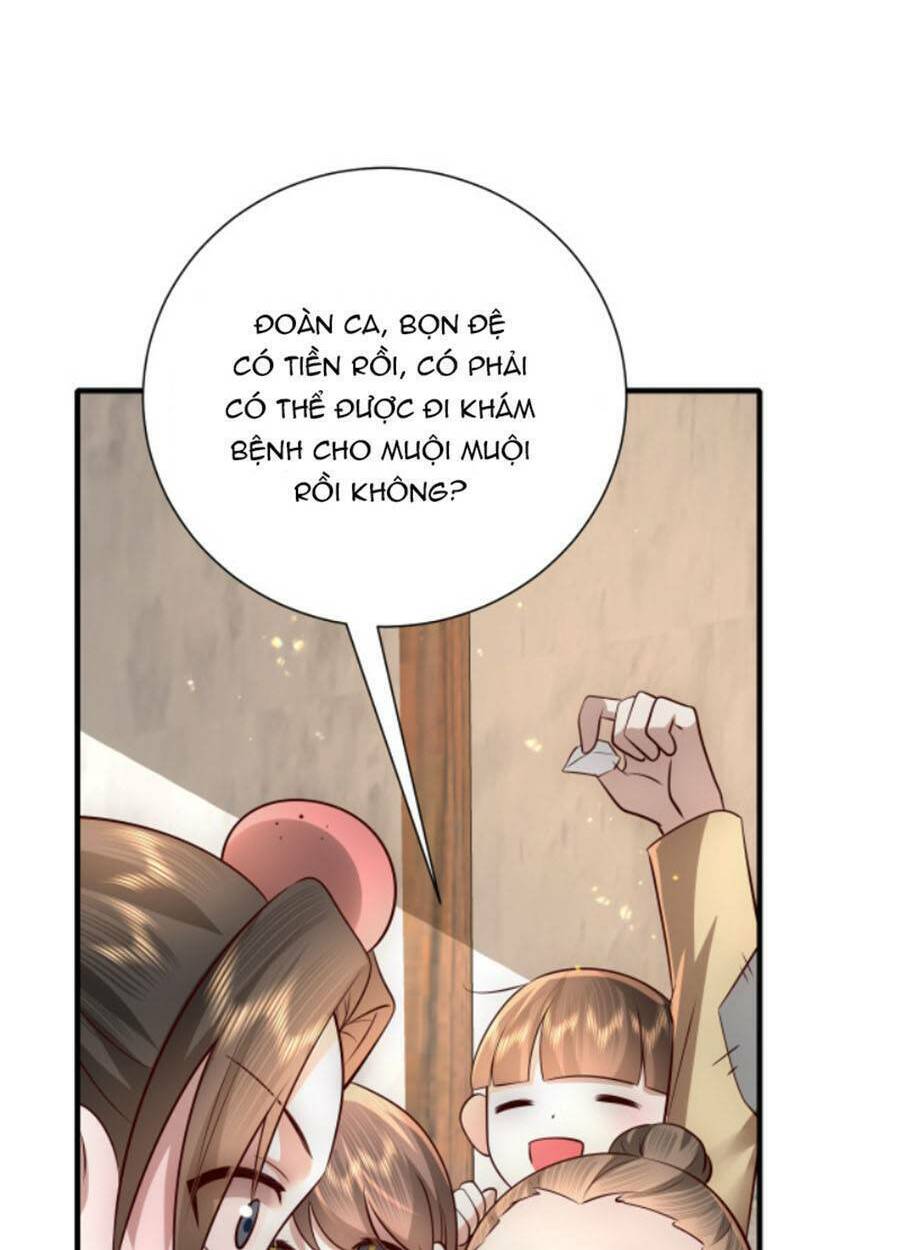 ĐOÀN CA, BỌN ĐỆ
CÓ TIỀN RỒI, CÓ PHẢI
CÓ THỂ ĐƯỢC ĐI KHÁM
BỆNH CHO MUỘI MUỘI
RỒI KHÔNG?